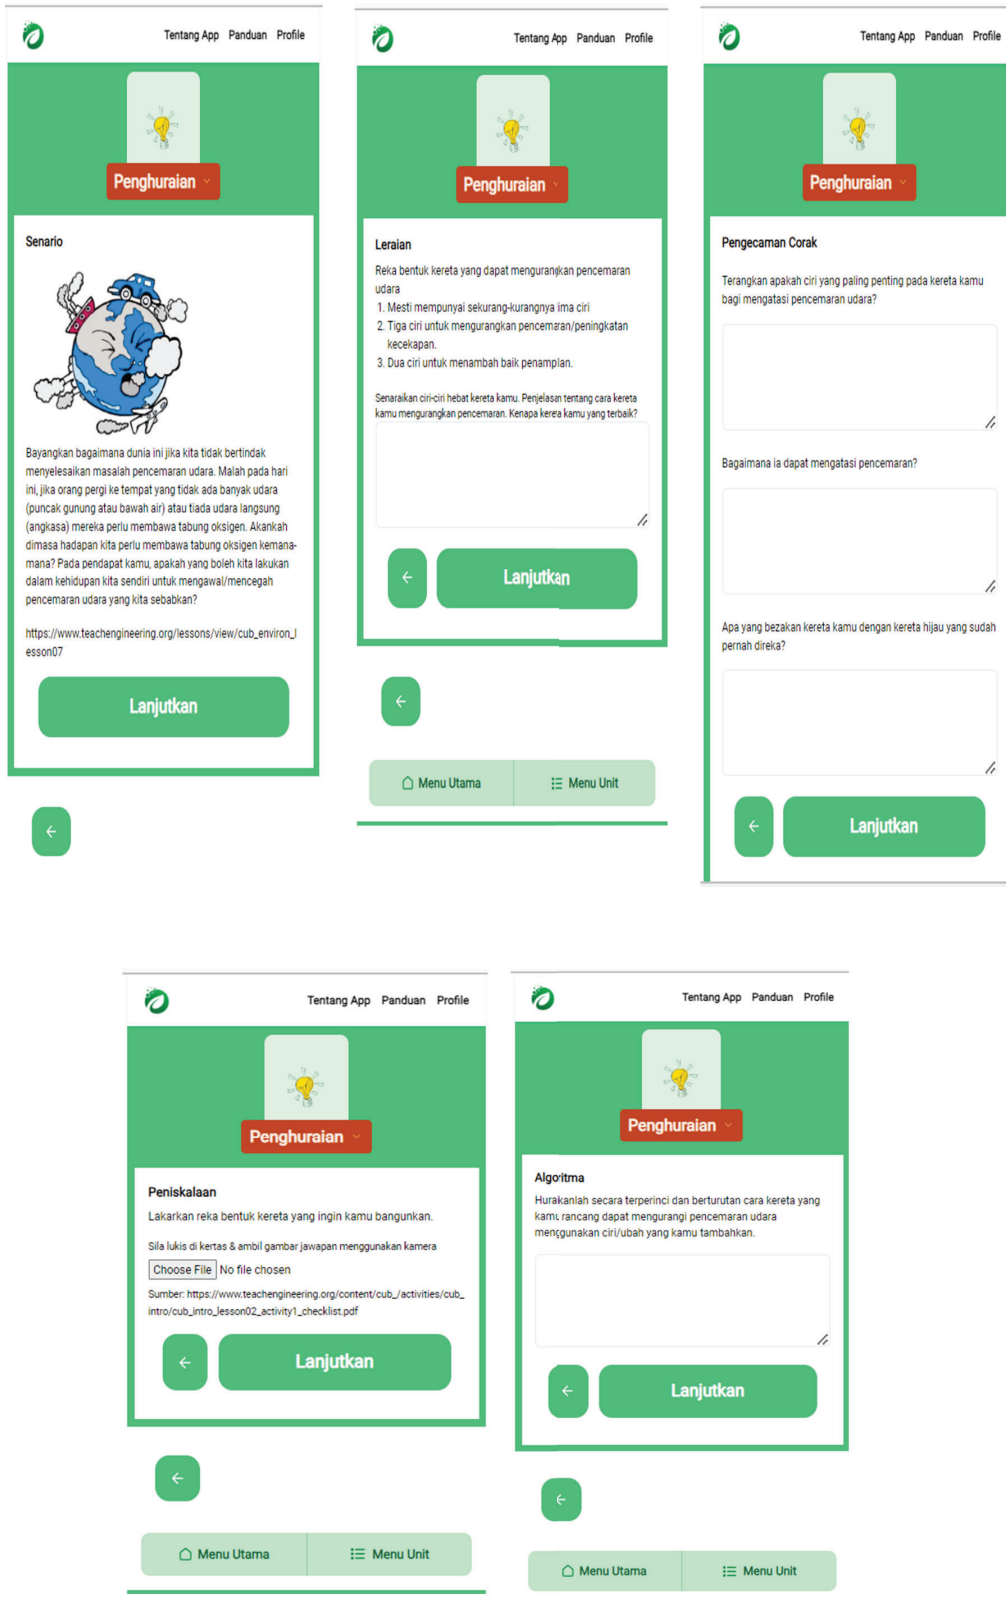 Tentang App Panduan Profile
Penghuraian
Senario
Bayangkan bagaimana dunia ini jika kita tidak bertindak
menyelesaikan masalah pencemaran udara. Malah pada hari
ini, jika orang pergi ke tempat yang tidak ada banyak udara
(puncak gunung atau bawah air) atau tiada udara langsung
(angkasa) mereka perlu membawa tabung oksigen. Akankah
dimasa hadapan kita perlu membawa tabung oksigen kemana-
mana? Pada pendapat kamu, apakah yang boleh kita lakukan
dalam kehidupan kita sendiri untuk mengawal/mencegah
pencemaran udara yang kita sebabkan?
https://www.teachengineering.org/lessons/view/cub_environ_l
esson07
Lanjutkan
Tentang App Panduan Profile
Penghuraian
Leraian
Reka bentuk kereta yang dapat mengurangkan pencemaran
udara
1. Mesti mempunyai sekurang-kurangnya ima ciri
2. Tiga ciri untuk mengurangkan pencemaran/peningkatan
kecekapan.
3. Dua ciri untuk menambah baik penamplan.
Senaraikan ciri-ciri hebat kereta kamu. Penjelasan tentang cara kereta
kamu mengurangkan pencemaran. Kenapa kerea kamu yang terbaik?
Lanjutkan
Menu Utama
Menu Unit
Tentang App Panduan Profile
Penghuraian
Pengecaman Corak
Terangkan apakah ciri yang paling penting pada kereta kamu
bagi mengatasi pencemaran udara?
Bagaimana ia dapat mengatasi pencemaran?
Apa yang bezakan kereta kamu dengan kereta hijau yang sudah
pernah direka?
Lanjutkan
Tentang App Panduan Profile
Penghuraian
Peniskalaan
Lakarkan reka bentuk kereta yang ingin kamu bangunkan.
Sila lukis di kertas & ambil gambar jawapan menggunakan kamera
Choose File No file chosen
Sumber: https://www.teachengineering.org/content/cub_/activities/cub_
intro/cub_intro_lesson02_activity1_checklist.pdf
Lanjutkan
Menu Utama
Menu Unit
Tentang App Panduan Profile
Penghuraian
Algoritma
Huraikanlah secara terperinci dan berturutan cara kereta yang
kamu rancang dapat mengurangi pencemaran udara
menggunakan ciri/ubah yang kamu tambahkan.
Lanjutkan
Menu Utama
Menu Unit